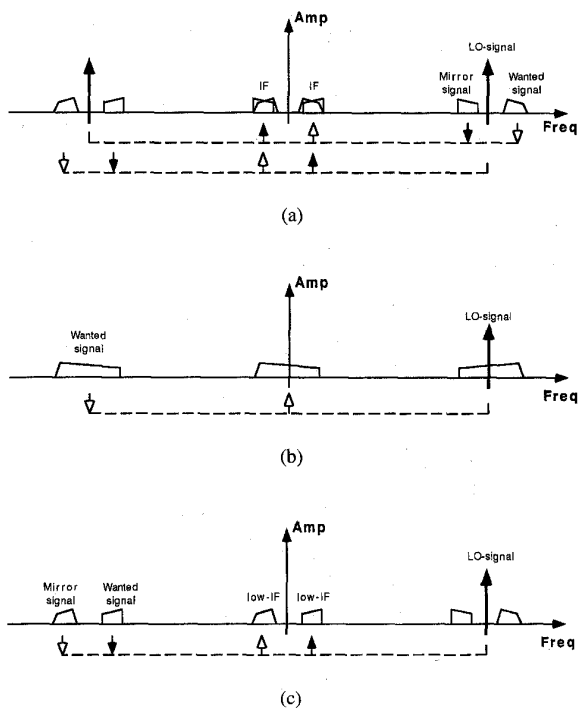 Amp
LO-signal
IF
IF
Mirror
signal
Wanted
signal
Freq
(a)
Amp
LO-signal
Wanted
signal
Freq
(b)
Amp
LO-signal
Mirror
signal
Wanted
signal
low-IF
low-IF
Freq
(c)